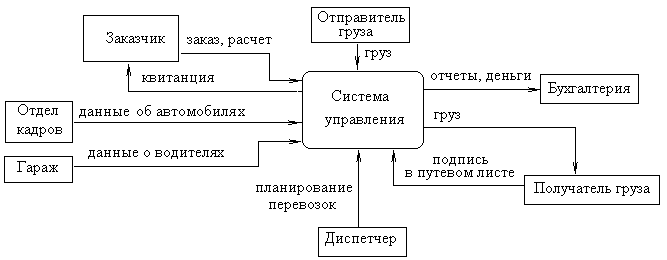 Отправитель
груза
Заказчик
заказ, расчет
груз
квитанция
Система
управления
отчеты, деньги
Бухгалтерия
Отдел
кадров
данные об автомобилях
груз
Гараж
данные о водителях
подпись
в путевом листе
Получатель груза
планирование
перевозок
Диспетчер